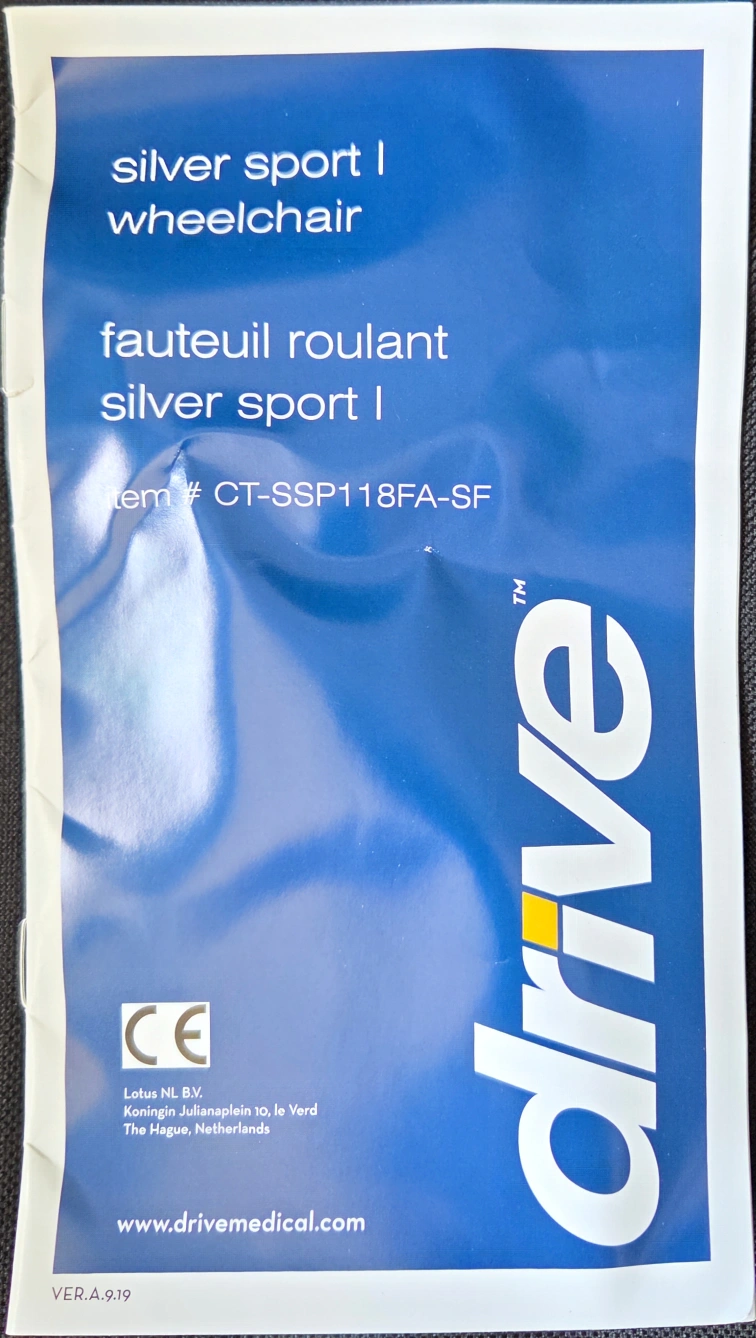 silver sport I
wheelchair
fauteuil roulant
silver sport I
item # CT-SSP118FA-SF
drive™
CE
Lotus NL B.V.
Koningin Julianaplein 10, le Verd
The Hague, Netherlands
www.drivemedical.com
VER.A.9.19